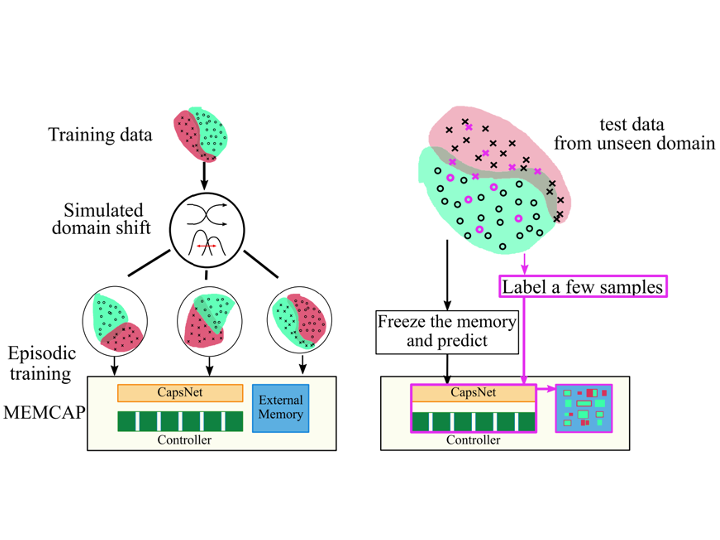 Training data
Simulated
domain shift
Episodic
training
MEMCAP
CapsNet
External
Memory
Controller
test data
from unseen domain
Label a few samples
Freeze the memory
and predict
CapsNet
Controller